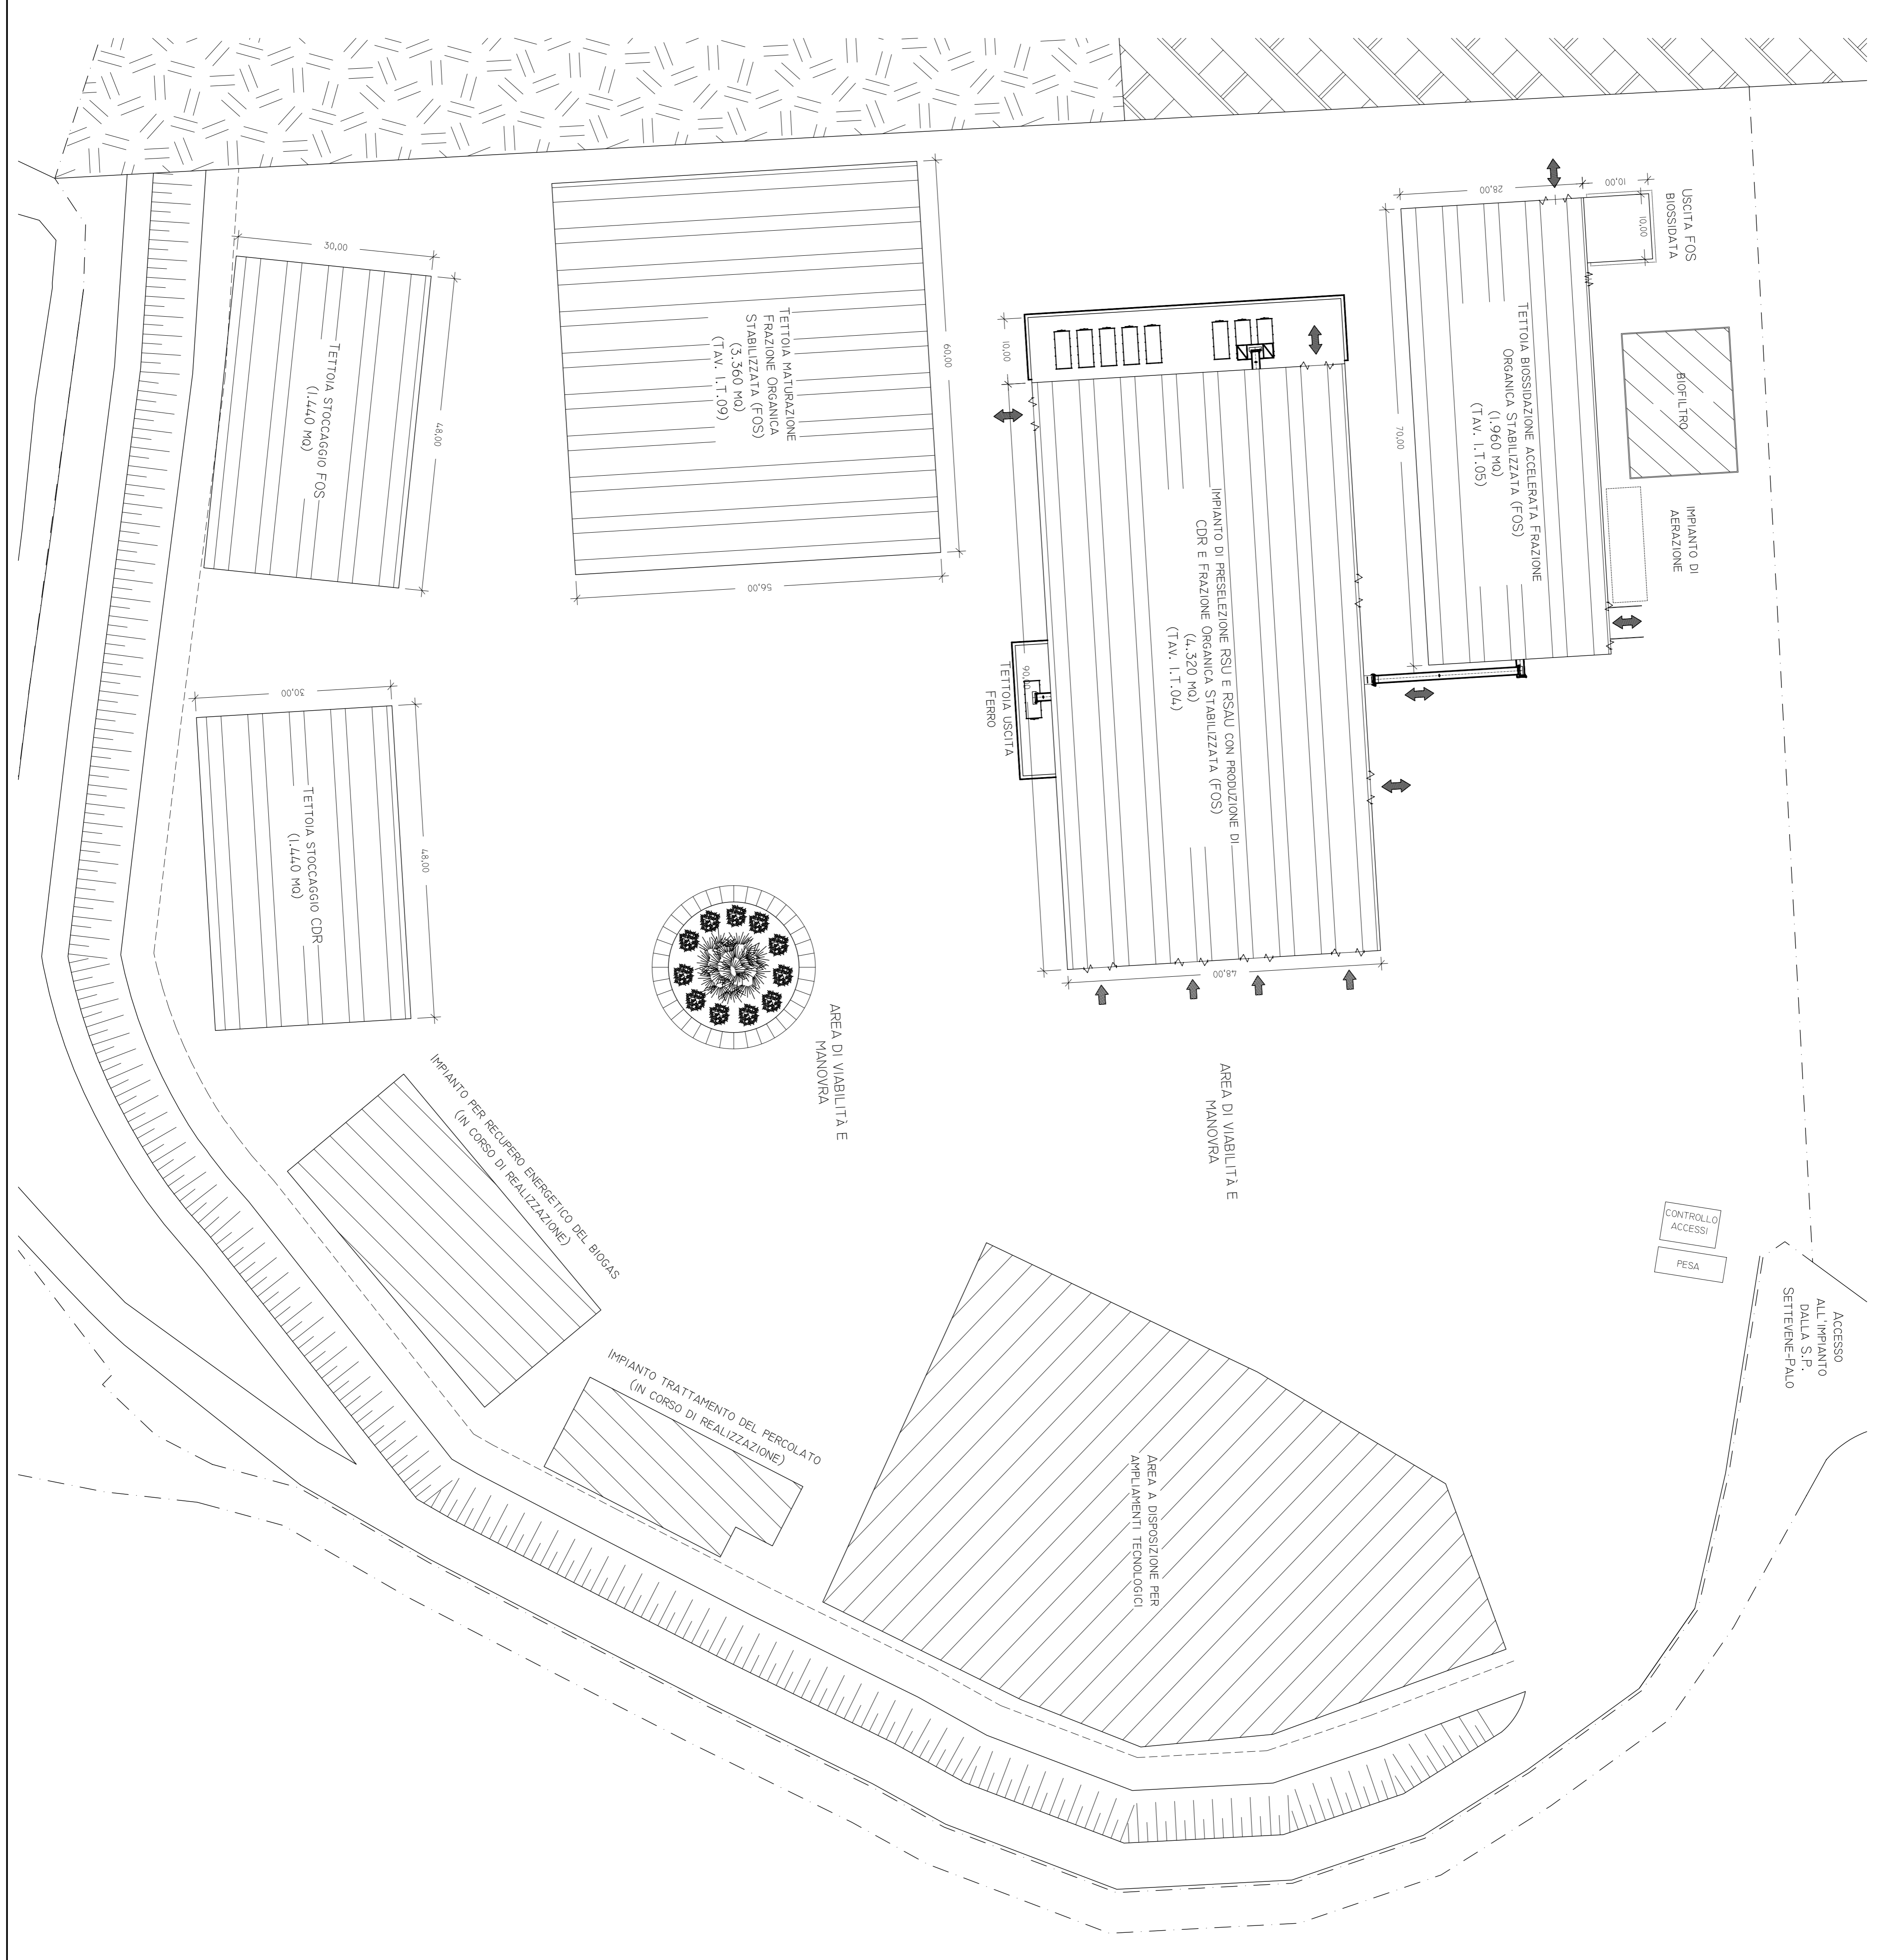 USCITA FOS
BIOSSIDATA
10,00
10,00
28,00
70,00
TETTOIA BIOSSIDAZIONE ACCELERATA FRAZIONE
ORGANICA STABILIZZATA (FOS)
(1.960 MQ)
(TAV. I.T.05)
BIOFILTRO
IMPIANTO DI
AERAZIONE
IMPIANTO DI PRESELEZIONE RSU E RSAU CON PRODUZIONE DI
CDR E FRAZIONE ORGANICA STABILIZZATA (FOS)
(4.320 MQ)
(TAV. I.T.04)
10,00
90,00
48,00
TETTOIA USCITA
FERRO
TETTOIA MATURAZIONE
FRAZIONE ORGANICA
STABILIZZATA (FOS)
(3.360 MQ)
(TAV. I.T.09)
60,00
56,00
TETTOIA STOCCAGGIO FOS
(1.440 MQ)
30,00
48,00
TETTOIA STOCCAGGIO CDR
(1.440 MQ)
30,00
48,00
AREA DI VIABILITÀ E
MANOVRA
AREA DI VIABILITÀ E
MANOVRA
IMPIANTO PER RECUPERO ENERGETICO DEL BIOGAS
(IN CORSO DI REALIZZAZIONE)
IMPIANTO TRATTAMENTO DEL PERCOLATO
(IN CORSO DI REALIZZAZIONE)
AREA A DISPOSIZIONE PER
AMPLIAMENTI TECNOLOGICI
CONTROLLO
ACCESSI
PESA
ACCESSO
ALL'IMPIANTO
DALLA S.P.
SETTEVENE-PALO